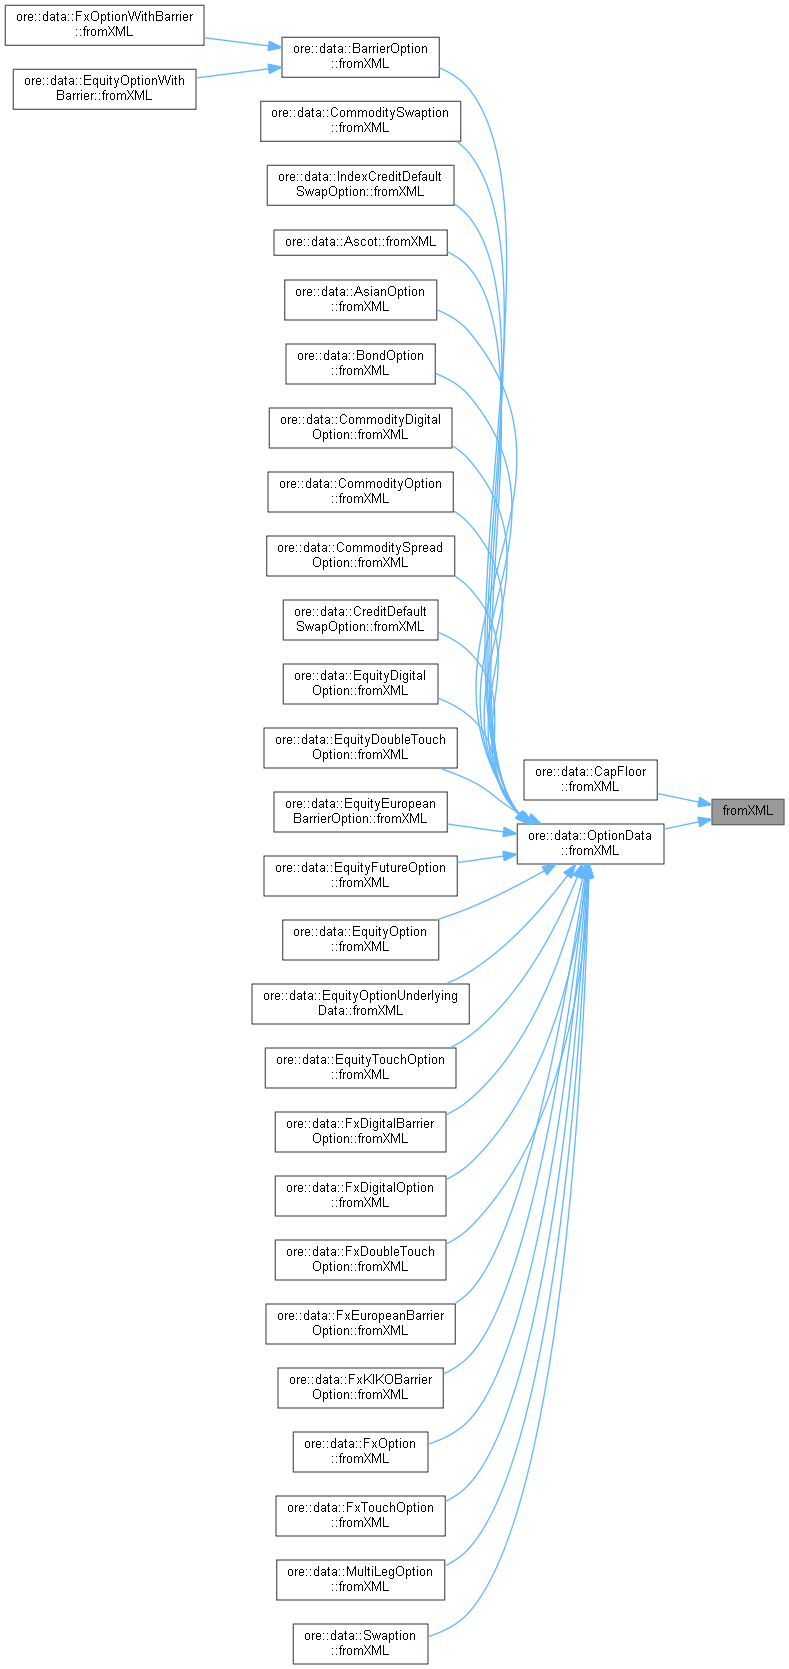 ore::data::FxOptionWithBarrier
::fromXML
ore::data::EquityOptionWith
Barrier::fromXML
ore::data::BarrierOption
::fromXML
ore::data::CommoditySwaption
::fromXML
ore::data::IndexCreditDefault
SwapOption::fromXML
ore::data::Ascot::fromXML
ore::data::AsianOption
::fromXML
ore::data::BondOption
::fromXML
ore::data::CommodityDigital
Option::fromXML
ore::data::CommodityOption
::fromXML
ore::data::CommoditySpread
Option::fromXML
ore::data::CreditDefault
SwapOption::fromXML
ore::data::EquityDigital
Option::fromXML
ore::data::EquityDoubleTouch
Option::fromXML
ore::data::EquityEuropean
BarrierOption::fromXML
ore::data::EquityFutureOption
::fromXML
ore::data::EquityOption
::fromXML
ore::data::EquityOptionUnderlying
Data::fromXML
ore::data::EquityTouchOption
::fromXML
ore::data::FxDigitalBarrier
Option::fromXML
ore::data::FxDigitalOption
::fromXML
ore::data::FxDoubleTouch
Option::fromXML
ore::data::FxEuropeanBarrier
Option::fromXML
ore::data::FxKIKOBarrier
Option::fromXML
ore::data::FxOption
::fromXML
ore::data::FxTouchOption
::fromXML
ore::data::MultiLegOption
::fromXML
ore::data::Swaption
::fromXML
ore::data::CapFloor
::fromXML
ore::data::OptionData
::fromXML
fromXML